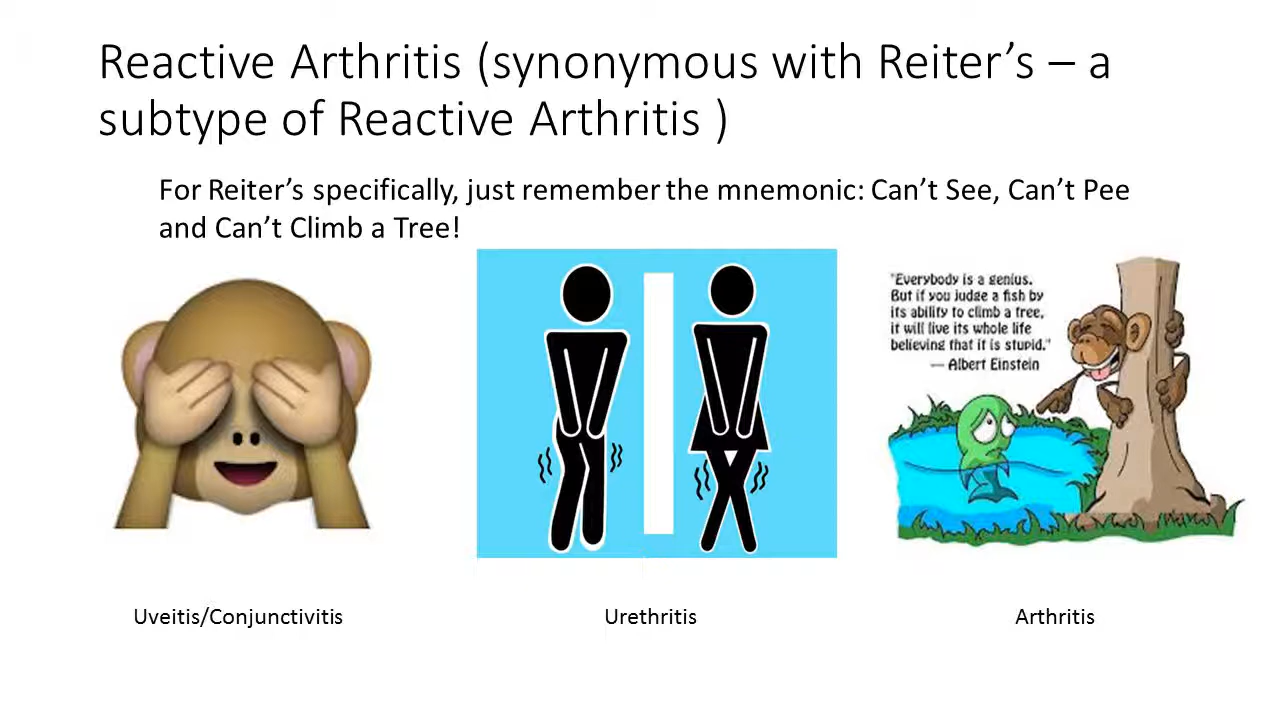 Reactive Arthritis (synonymous with Reiter’s – a
subtype of Reactive Arthritis )
For Reiter’s specifically, just remember the mnemonic: Can’t See, Can’t Pee
and Can’t Climb a Tree!
"Everybody is a genius.
But if you judge a fish by
its ability to climb a tree,
it will live its whole life
believing that it is stupid."
— Albert Einstein
Uveitis/Conjunctivitis
Urethritis
Arthritis